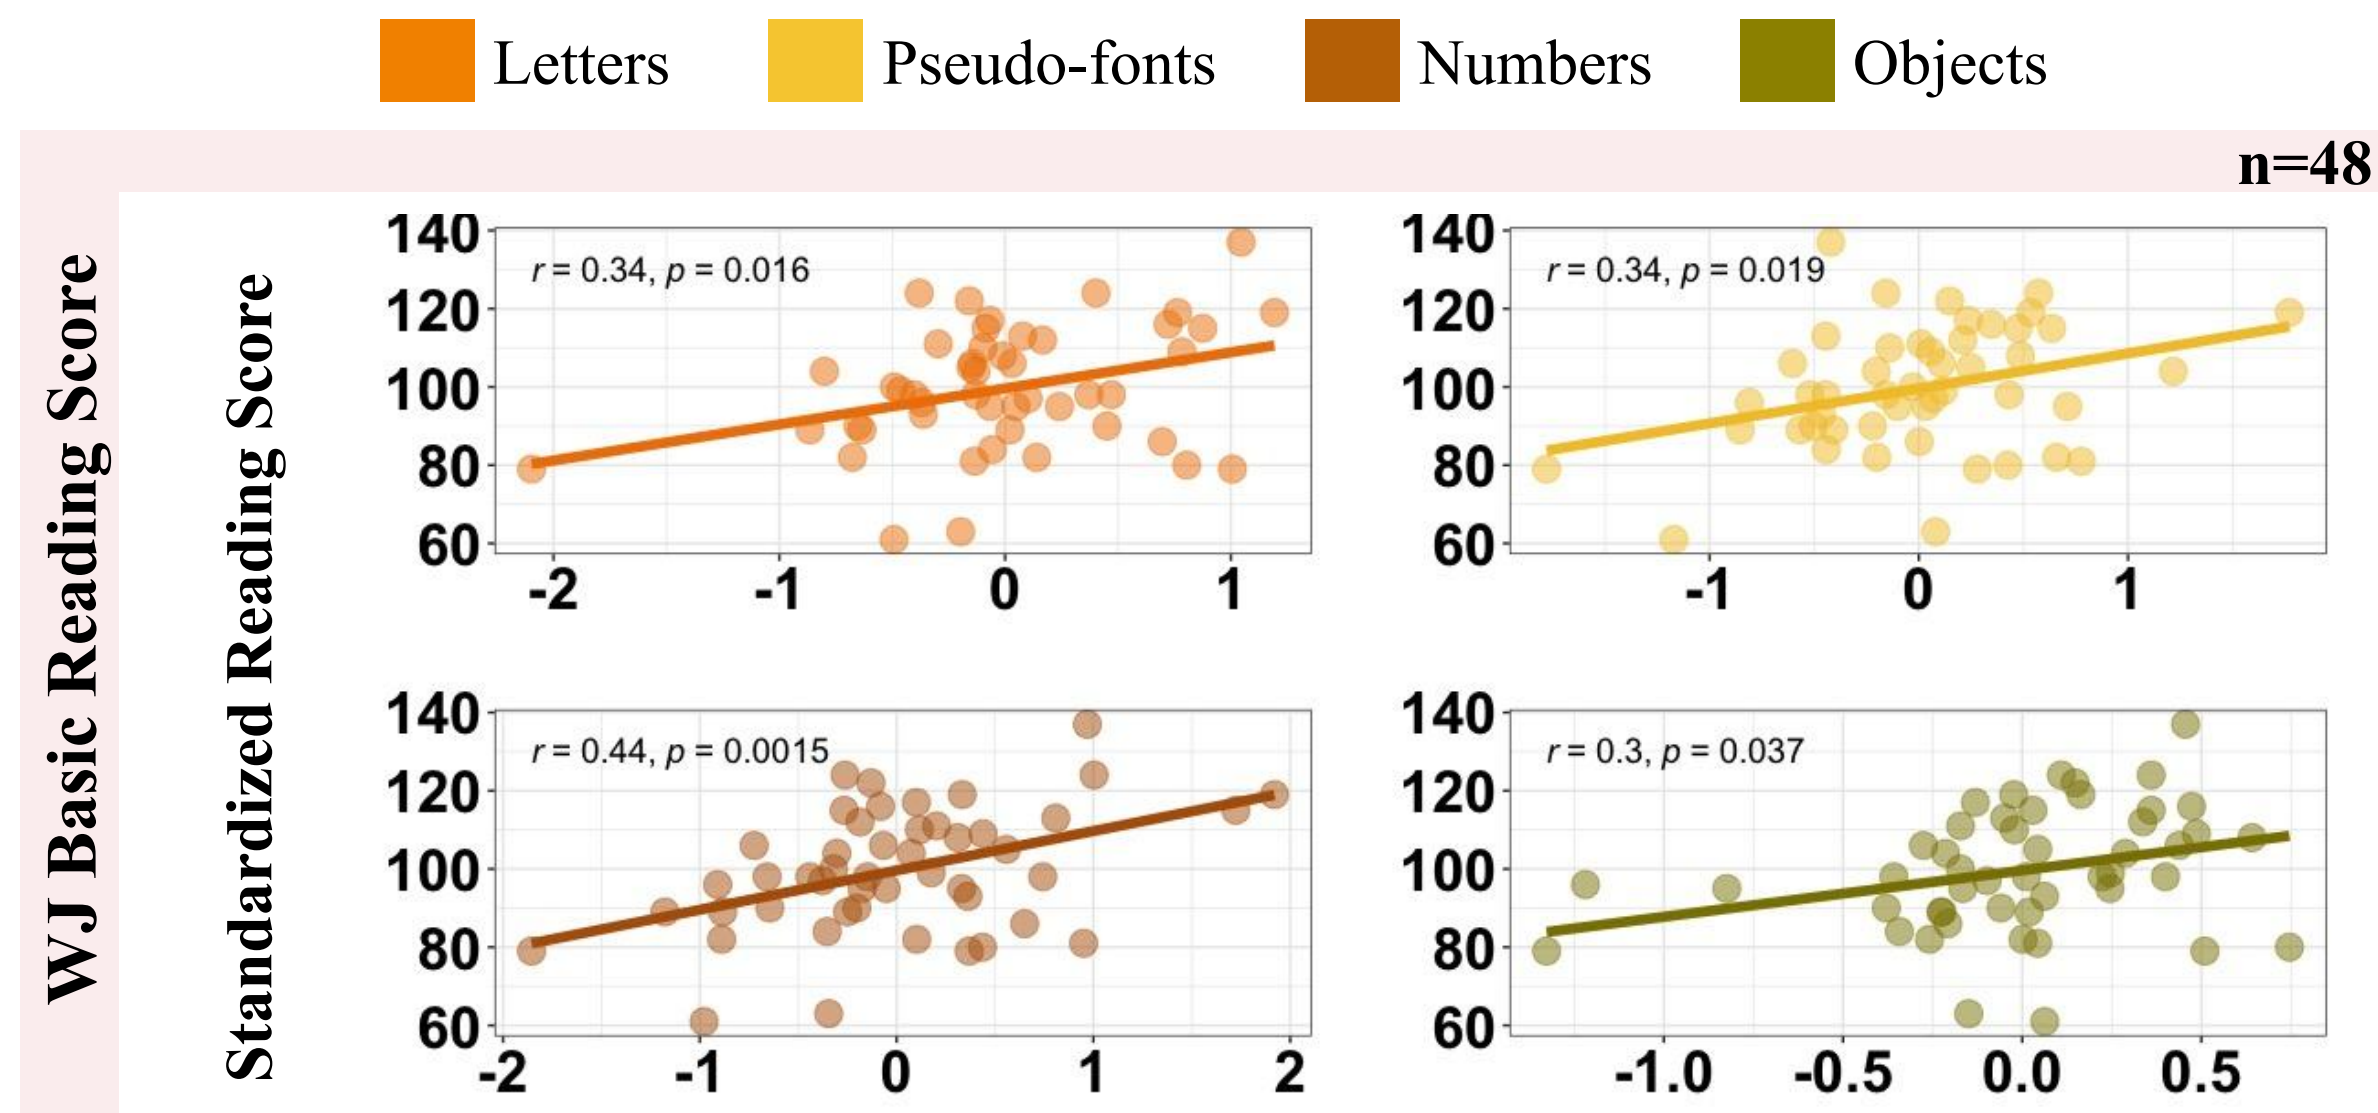 Letters Pseudo-fonts Numbers Objects
n=48
WJ Basic Reading Score
Standardized Reading Score
140
120
100
80
60
r = 0.34, p = 0.016
-2 -1 0 1
140
120
100
80
60
r = 0.34, p = 0.019
-1 0 1
140
120
100
80
60
r = 0.44, p = 0.0015
-2 -1 0 1 2
140
120
100
80
60
r = 0.3, p = 0.037
-1.0 -0.5 0.0 0.5